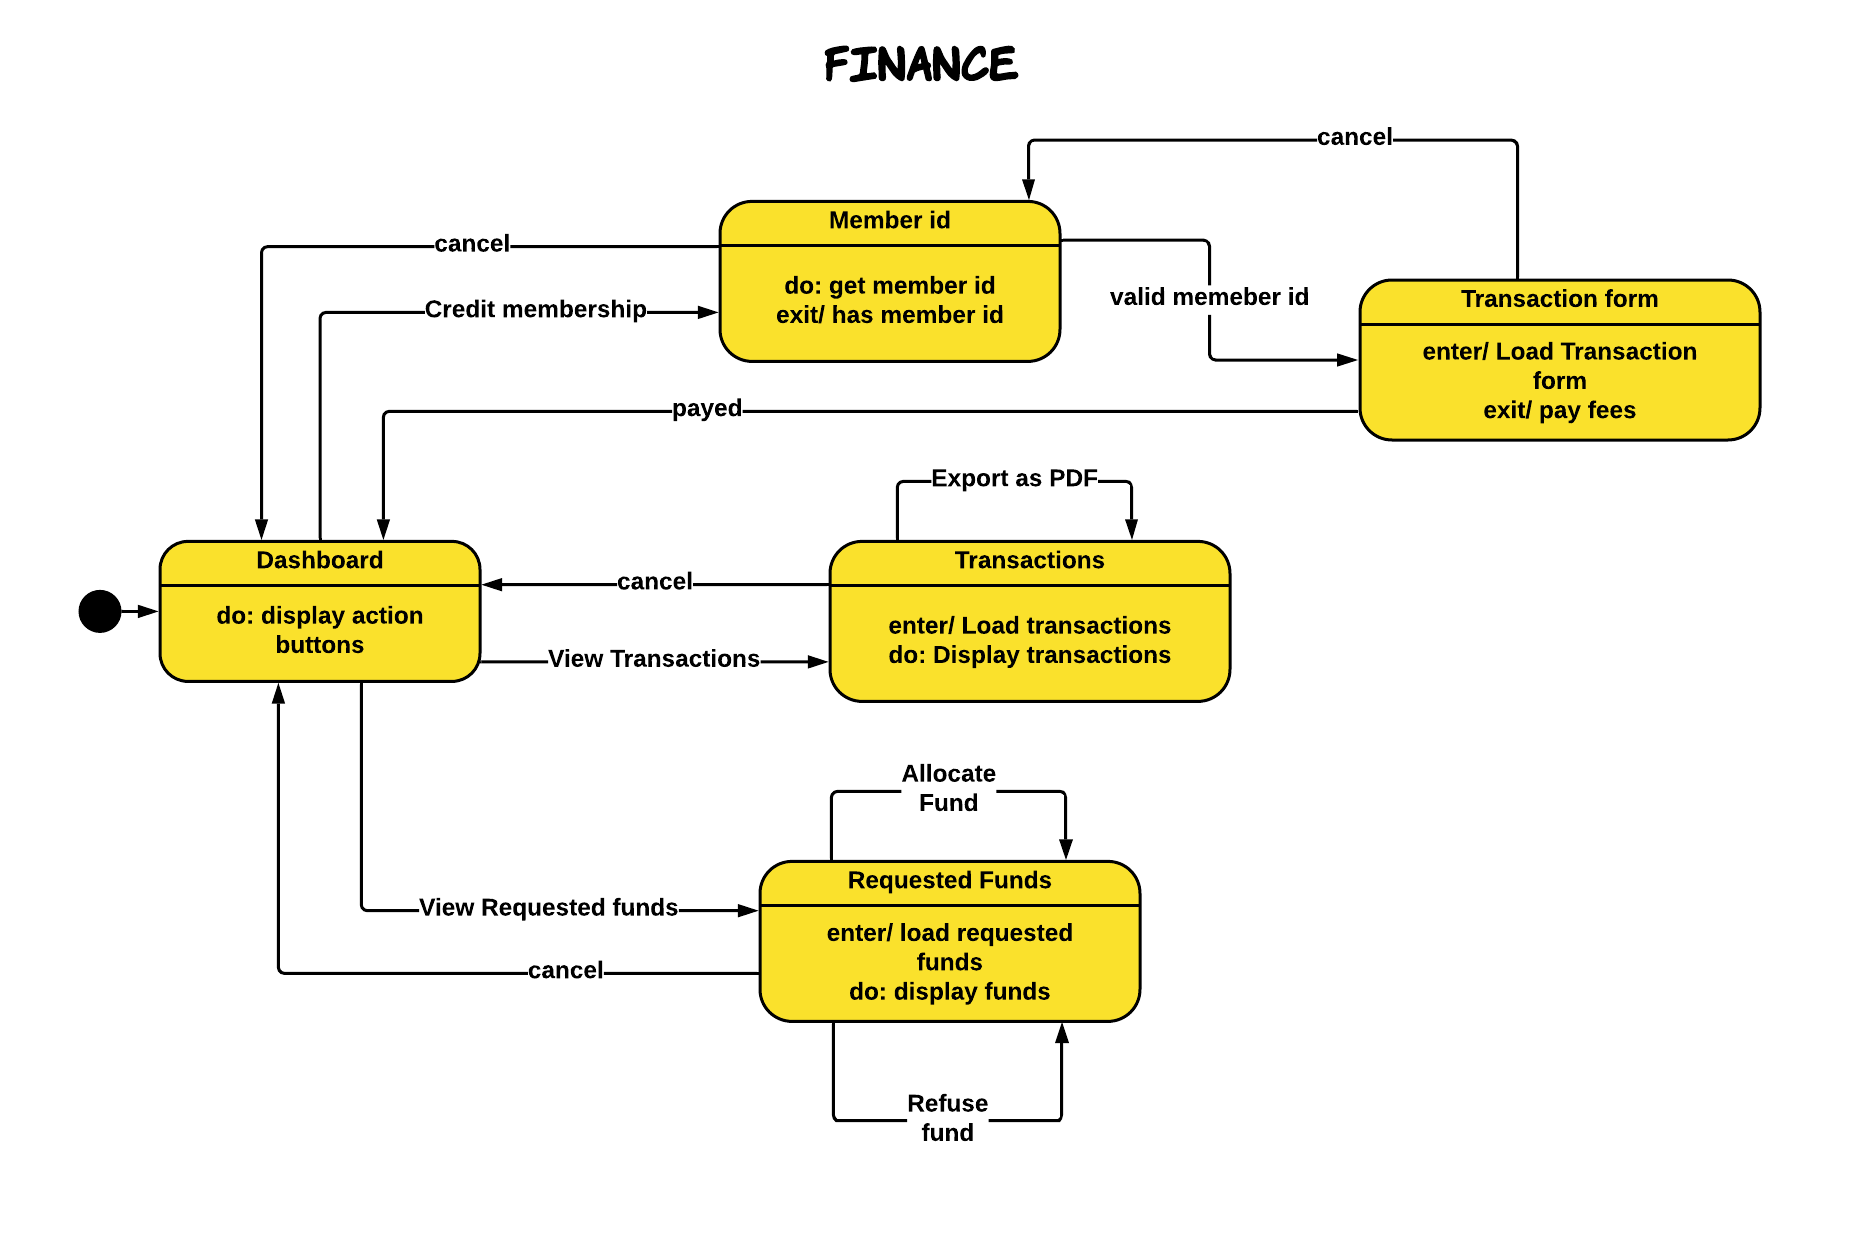 FINANCE
cancel
Member id
cancel
do: get member id
exit/ has member id
Credit membership
valid memeber id
Transaction form
enter/ Load Transaction
form
exit/ pay fees
payed
Export as PDF
Dashboard
do: display action
buttons
cancel
Transactions
enter/ Load transactions
do: Display transactions
View Transactions
Allocate
Fund
Requested Funds
enter/ load requested
funds
do: display funds
View Requested funds
cancel
Refuse
fund